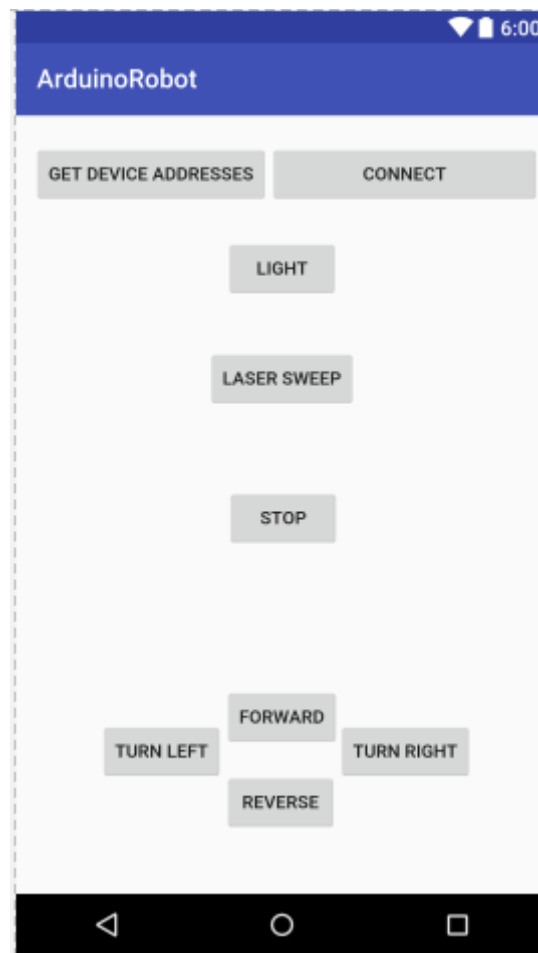 6:00
ArduinoRobot
GET DEVICE ADDRESSES CONNECT
LIGHT
LASER SWEEP
STOP
FORWARD
TURN LEFT TURN RIGHT
REVERSE